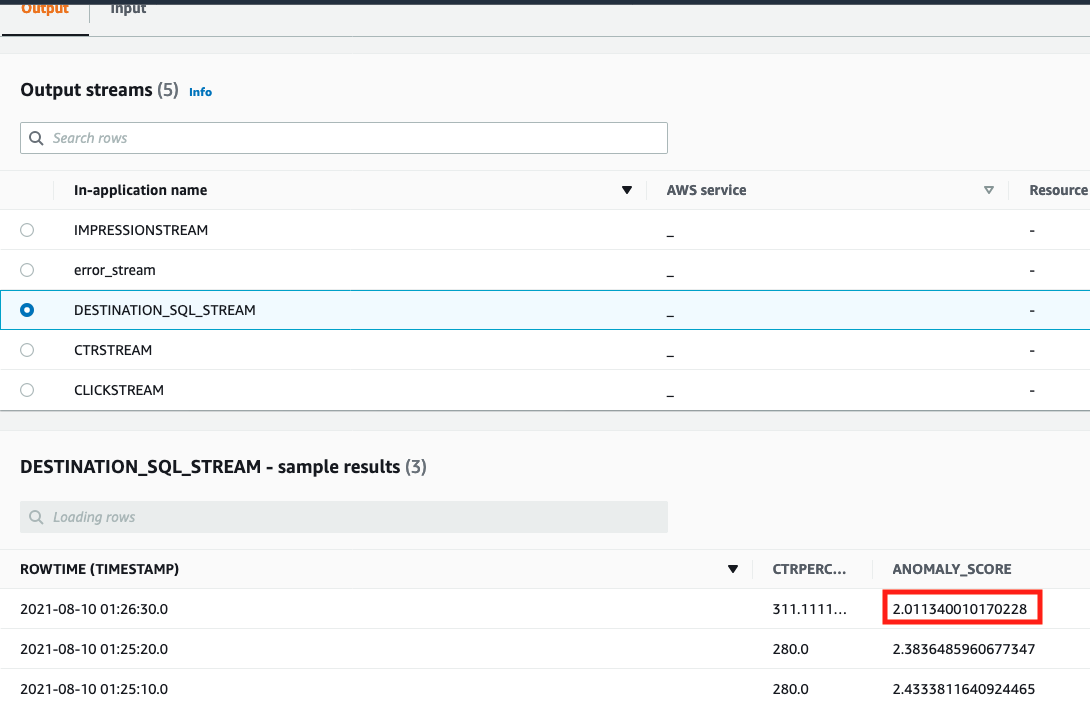 Output Input
Output streams (5) Info
Search rows
In-application name AWS service Resource
IMPRESSIONSTREAM _ -
error_stream _ -
DESTINATION_SQL_STREAM _ -
CTRSTREAM _ -
CLICKSTREAM _ -
DESTINATION_SQL_STREAM - sample results (3)
Loading rows
ROWTIME (TIMESTAMP) CTRPERC... ANOMALY_SCORE
2021-08-10 01:26:30.0 311.1111... 2.011340010170228
2021-08-10 01:25:20.0 280.0 2.3836485960677347
2021-08-10 01:25:10.0 280.0 2.4333811640924465